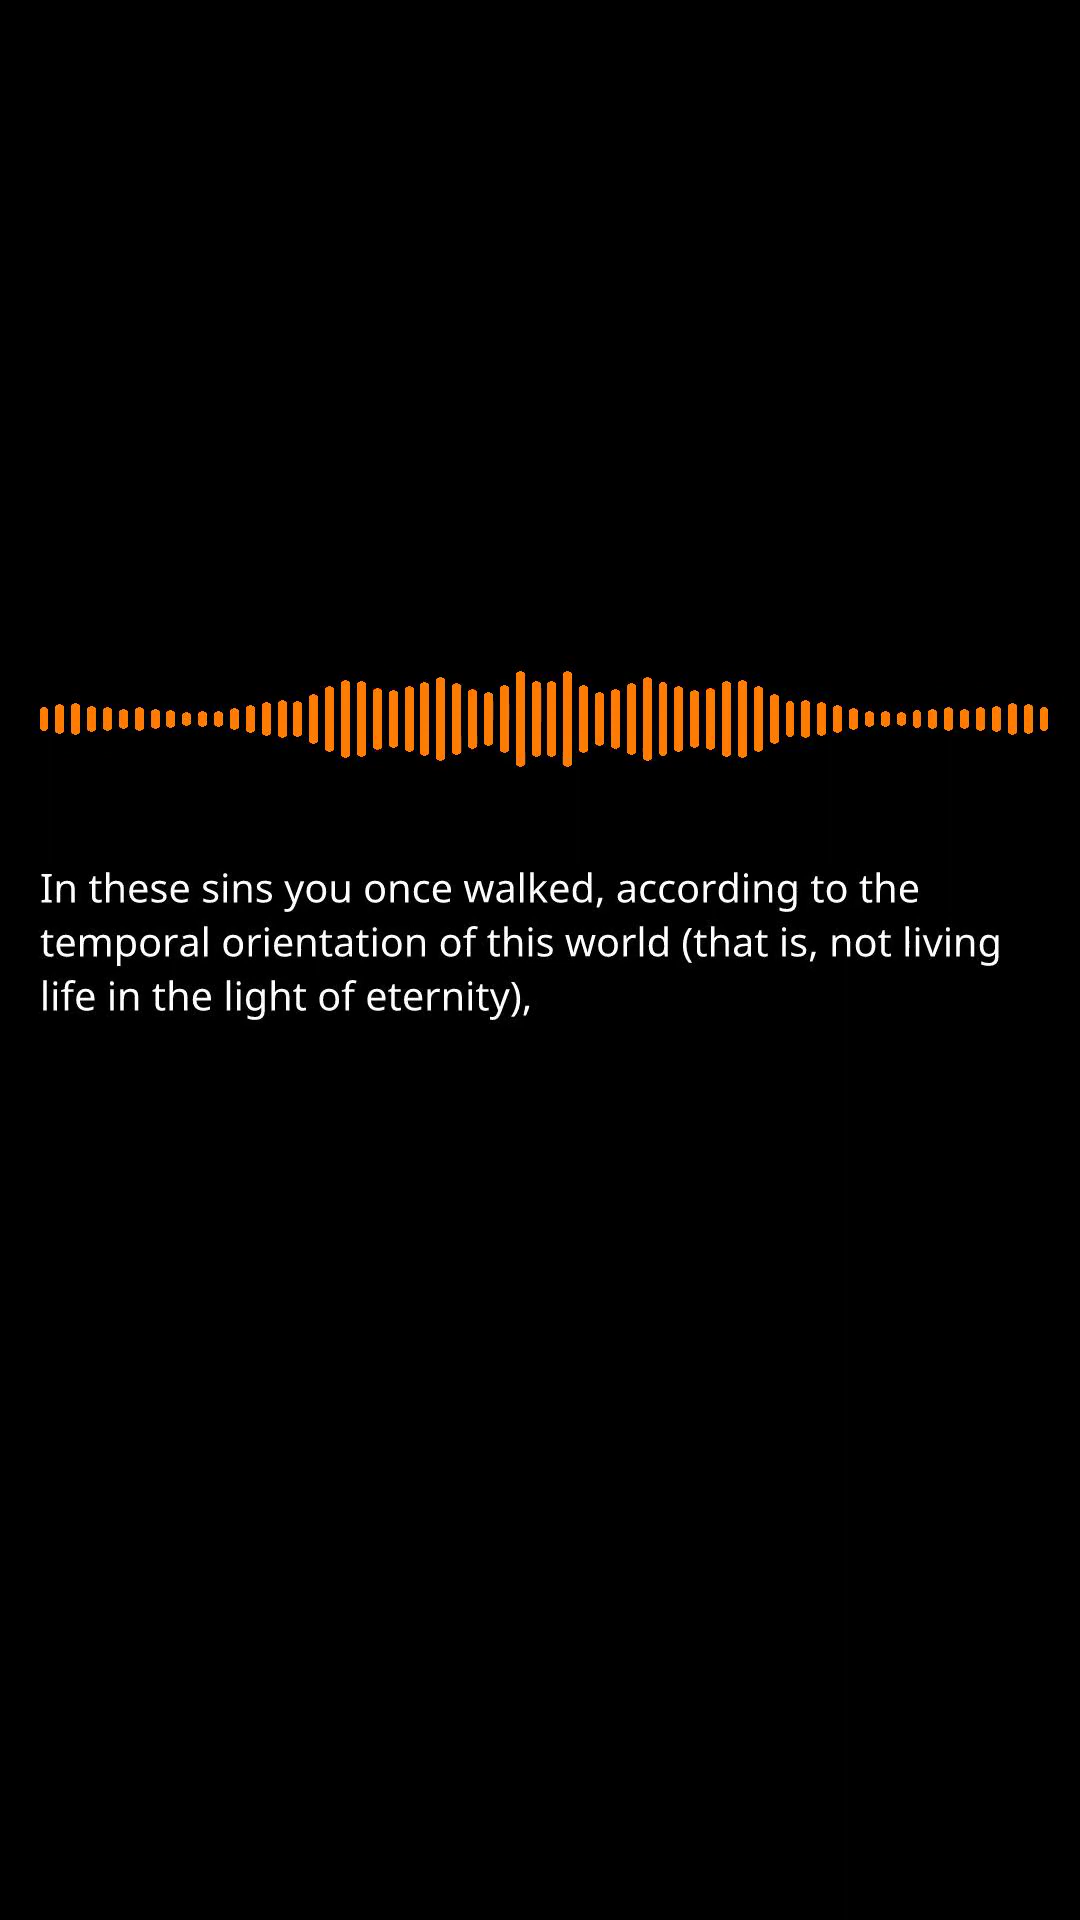 In these sins you once walked, according to the
temporal orientation of this world (that is, not living
life in the light of eternity),